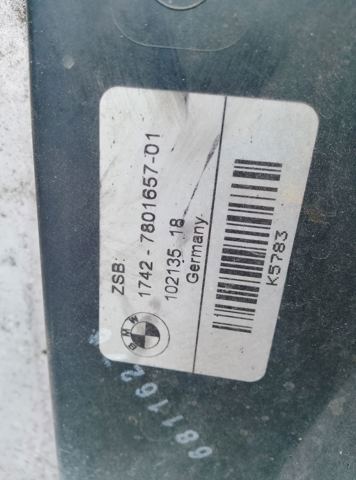 ZSB:
1742 - 7801657-01
102135 18
Germany
K5783
BMW